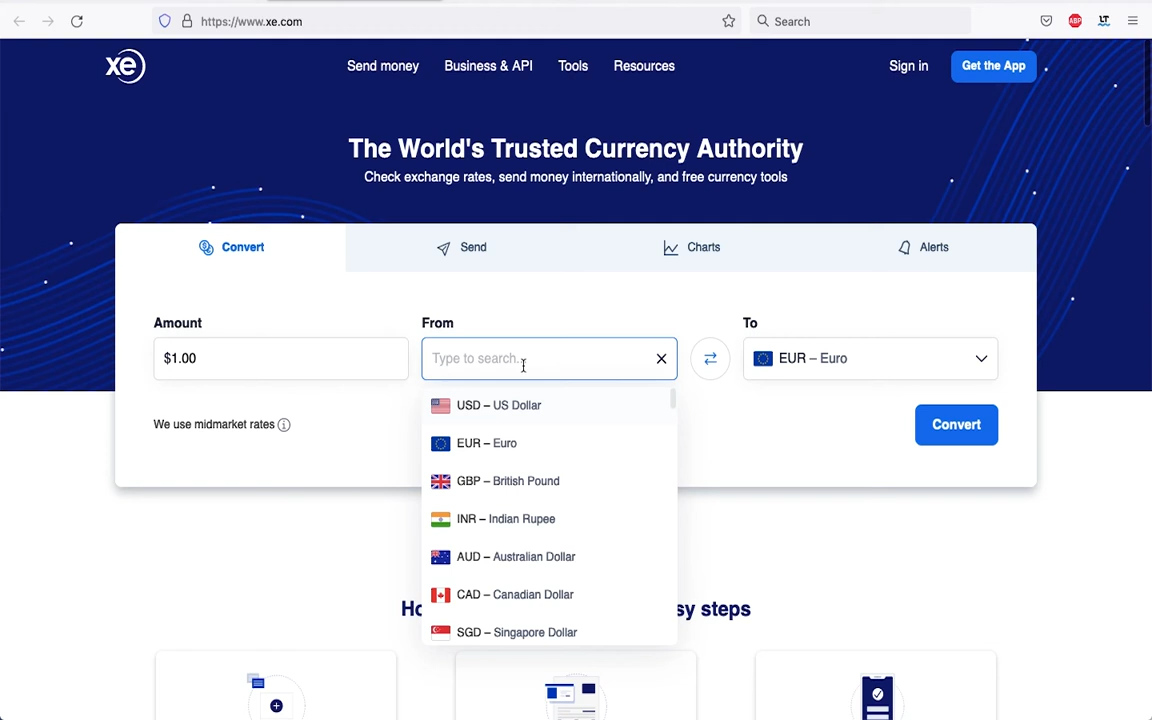 https://www.xe.com
Search
ABP
LT
xe
Send money
Business & API
Tools
Resources
Sign in
Get the App
The World's Trusted Currency Authority
Check exchange rates, send money internationally, and free currency tools
Convert
Send
Charts
Alerts
Amount
From
To
$1.00
Type to search...
EUR – Euro
We use midmarket rates
Convert
USD – US Dollar
EUR – Euro
GBP – British Pound
INR – Indian Rupee
AUD – Australian Dollar
CAD – Canadian Dollar
SGD – Singapore Dollar
steps